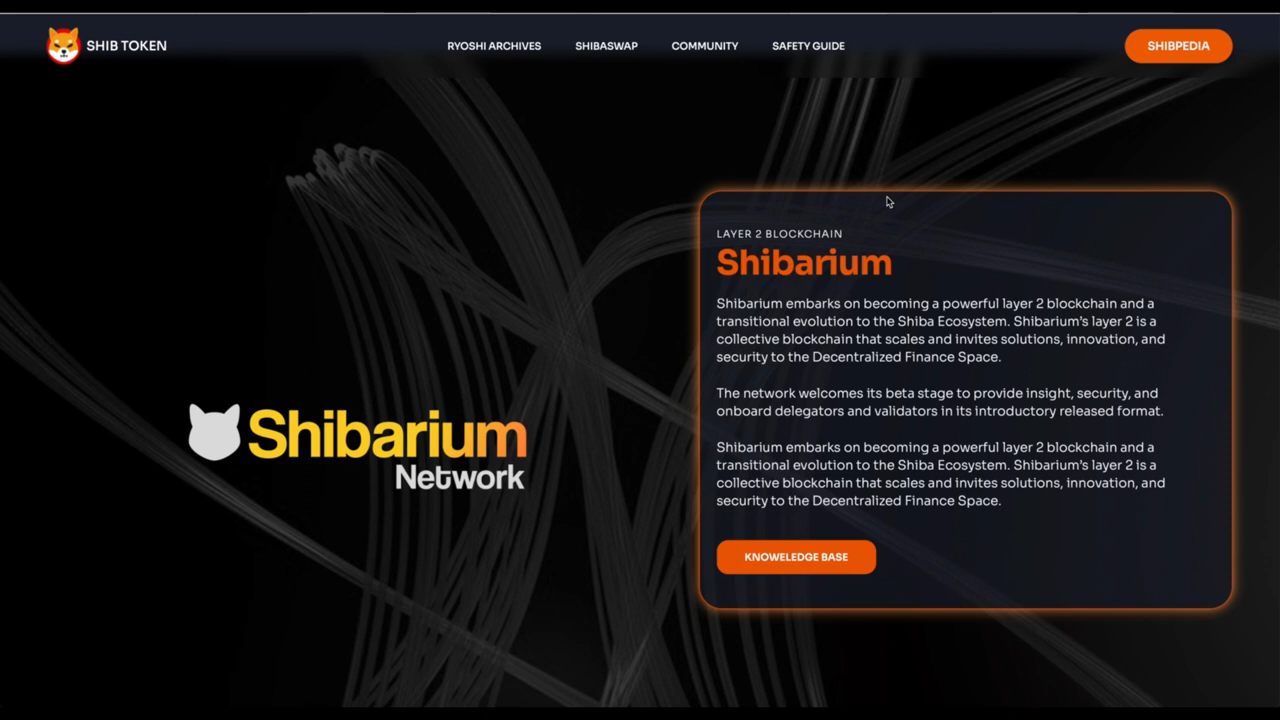 SHIB TOKEN
RYOSHI ARCHIVES
SHIBASWAP
COMMUNITY
SAFETY GUIDE
SHIBPEDIA
Shibarium
Network
LAYER 2 BLOCKCHAIN
Shibarium
Shibarium embarks on becoming a powerful layer 2 blockchain and a
transitional evolution to the Shiba Ecosystem. Shibarium’s layer 2 is a
collective blockchain that scales and invites solutions, innovation, and
security to the Decentralized Finance Space.
The network welcomes its beta stage to provide insight, security, and
onboard delegators and validators in its introductory released format.
Shibarium embarks on becoming a powerful layer 2 blockchain and a
transitional evolution to the Shiba Ecosystem. Shibarium’s layer 2 is a
collective blockchain that scales and invites solutions, innovation, and
security to the Decentralized Finance Space.
KNOWELEDGE BASE